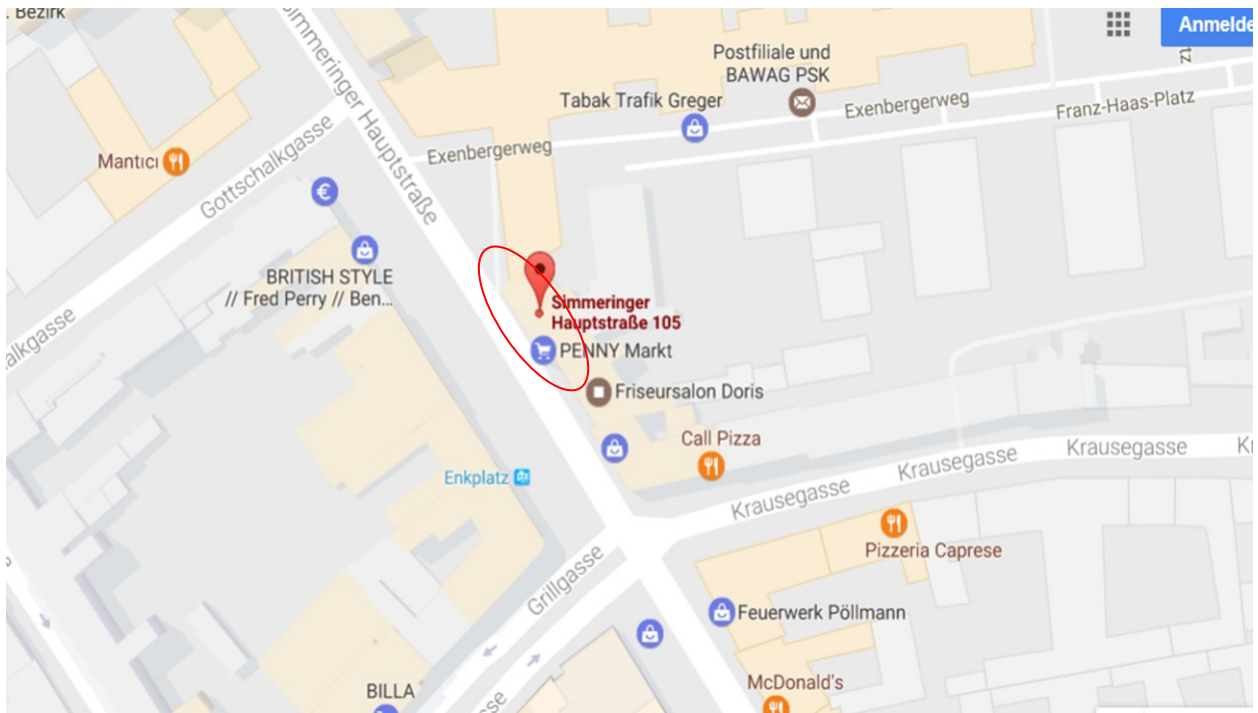 . Bezirk
Simmeringer Hauptstraße
Anmelde
Postfiliale und
BAWAG PSK
Tabak Trafik Greger
Exenbergerweg
Franz-Haas-Platz
Mantıcı
Gottschalkgasse
Exenbergerweg
BRITISH STYLE
// Fred Perry // Ben...
alkgasse
Simmeringer
Hauptstraße 105
PENNY Markt
Friseursalon Doris
Call Pizza
Enkplatz
Krausegasse
Krausegasse
Krausegasse
Pizzeria Caprese
Grillgasse
Feuerwerk Pöllmann
BILLA
McDonald's